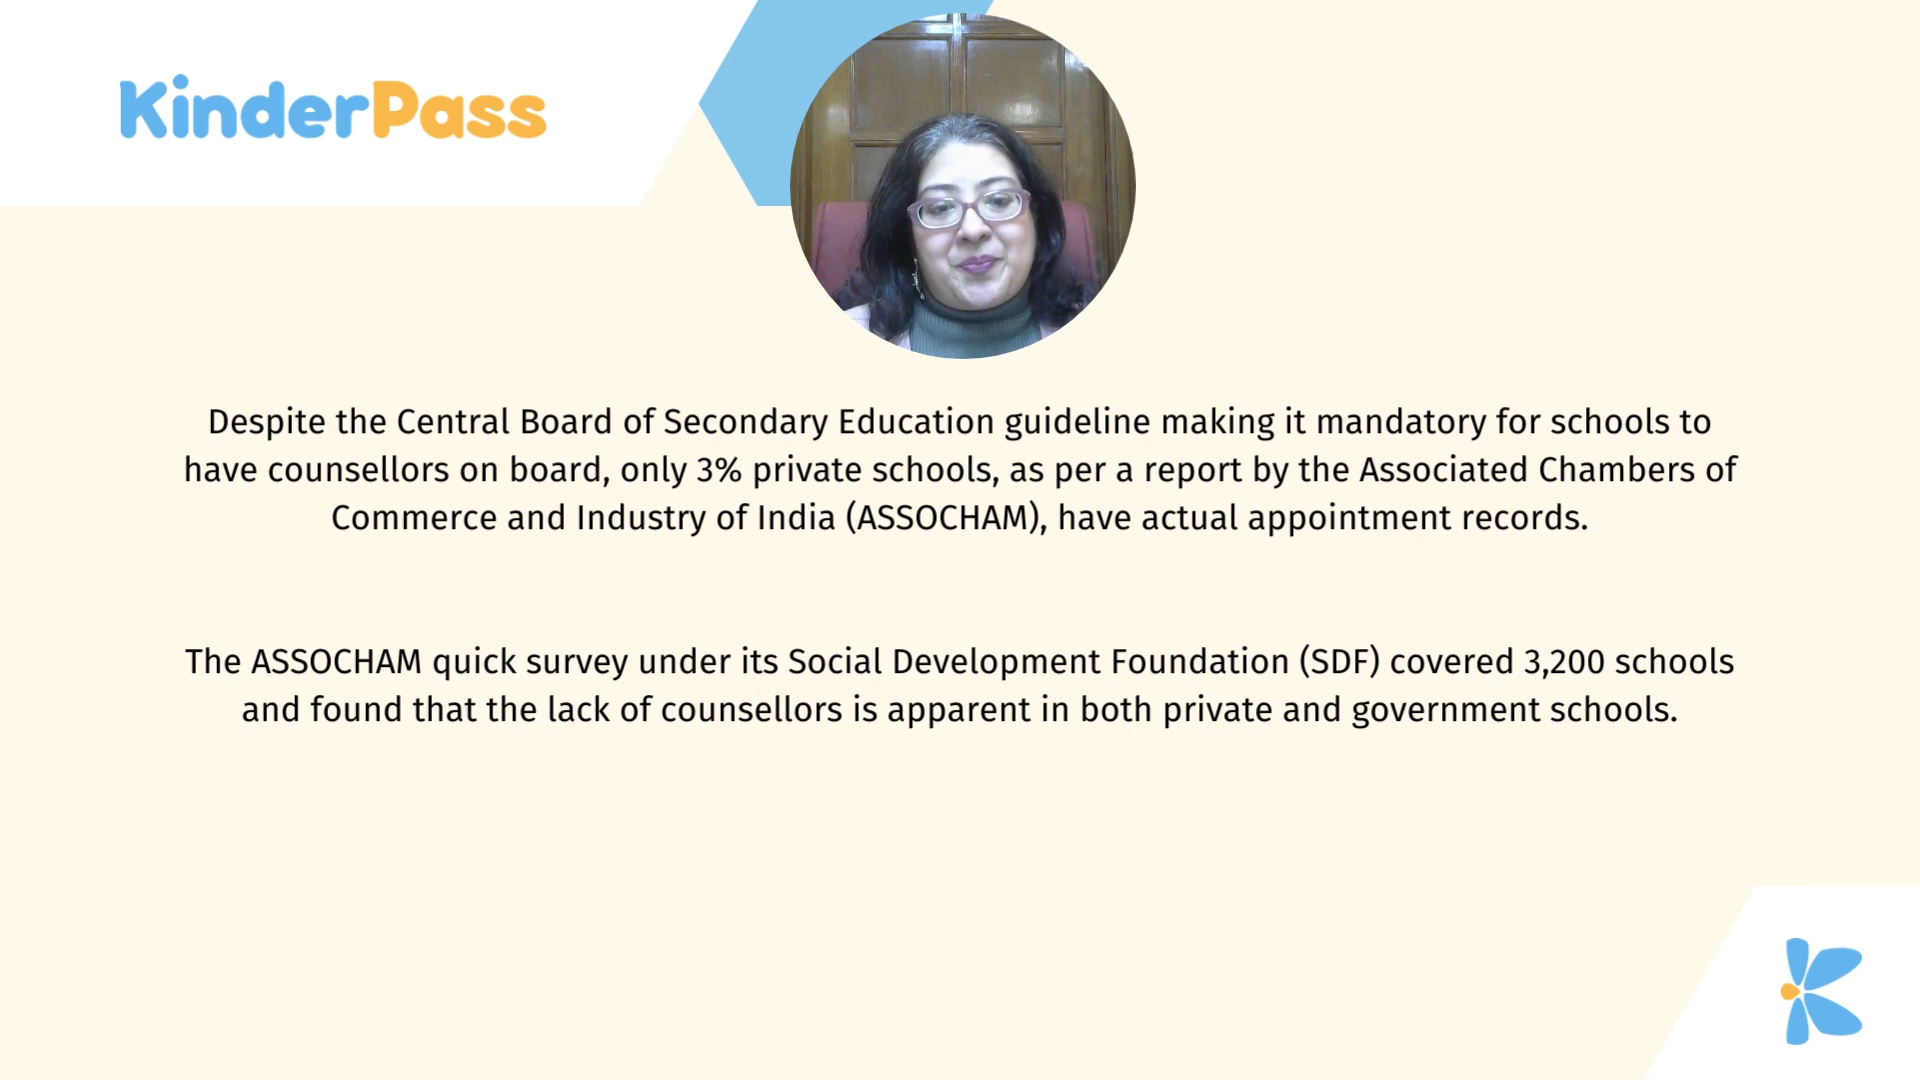 KinderPass
Despite the Central Board of Secondary Education guideline making it mandatory for schools to
have counsellors on board, only 3% private schools, as per a report by the Associated Chambers of
Commerce and Industry of India (ASSOCHAM), have actual appointment records.
The ASSOCHAM quick survey under its Social Development Foundation (SDF) covered 3,200 schools
and found that the lack of counsellors is apparent in both private and government schools.